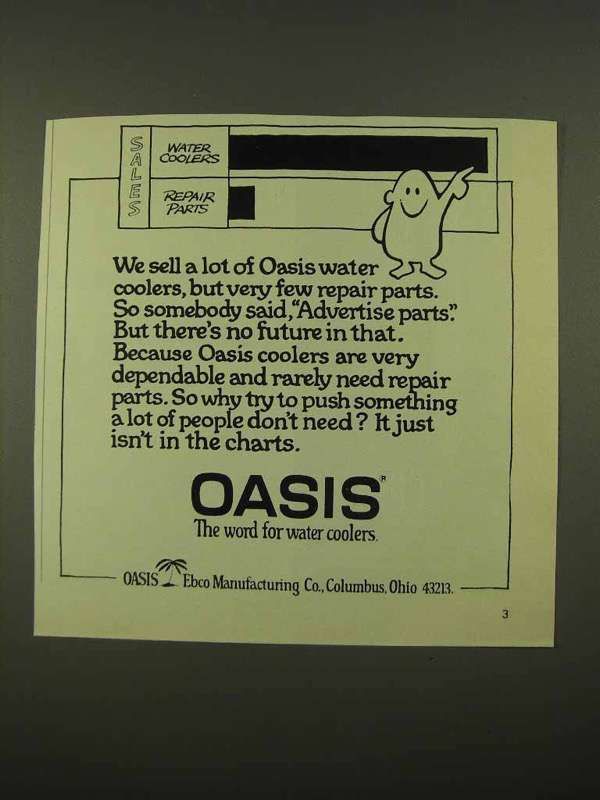 SALES
WATER
COOLERS
REPAIR
PARTS
We sell a lot of Oasis water
coolers, but very few repair parts.
So somebody said, "Advertise parts."
But there's no future in that.
Because Oasis coolers are very
dependable and rarely need repair
parts. So why try to push something
a lot of people don't need? It just
isn't in the charts.
OASIS®
The word for water coolers.
OASIS Ebco Manufacturing Co., Columbus, Ohio 43213.
3